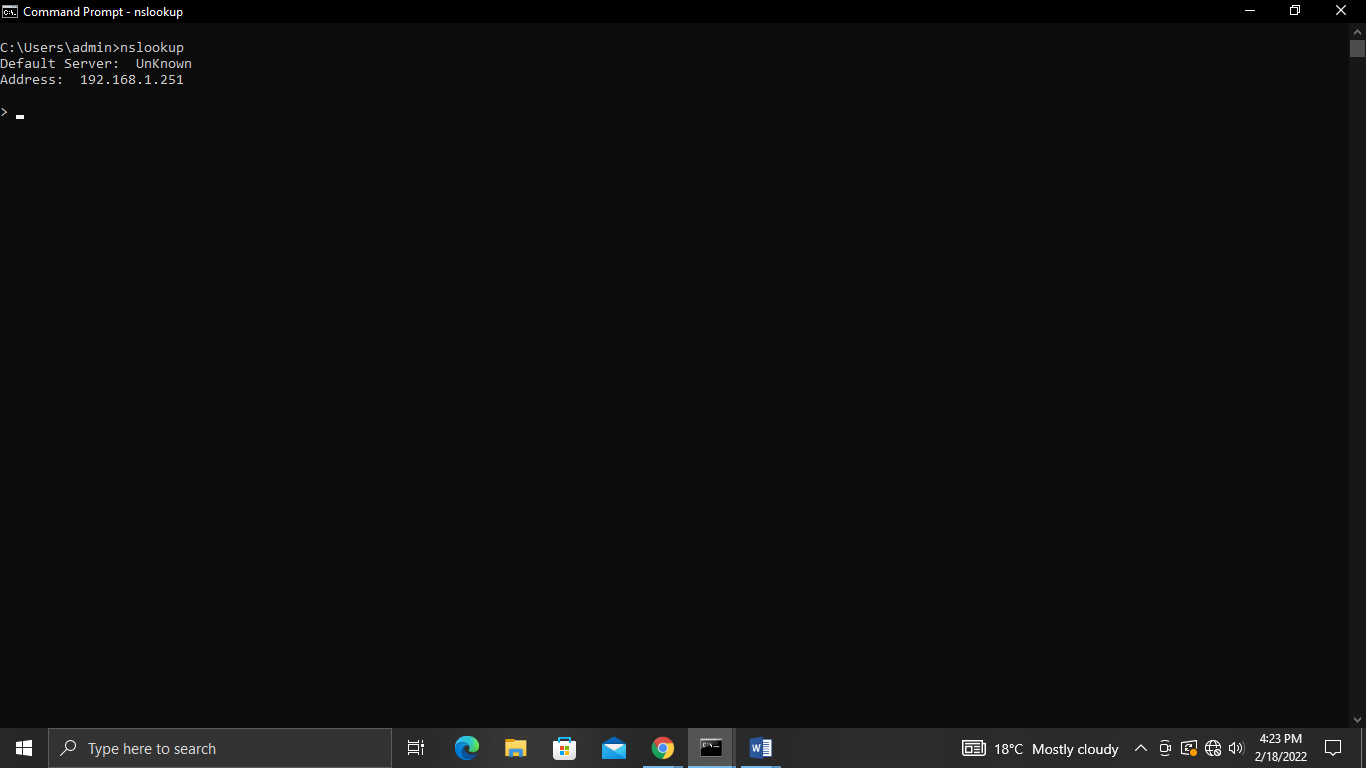 Command Prompt - nslookup
C:\Users\admin>nslookup
Default Server:  UnKnown
Address:  192.168.1.251
>
Type here to search
18°C Mostly cloudy
4:23 PM
2/18/2022